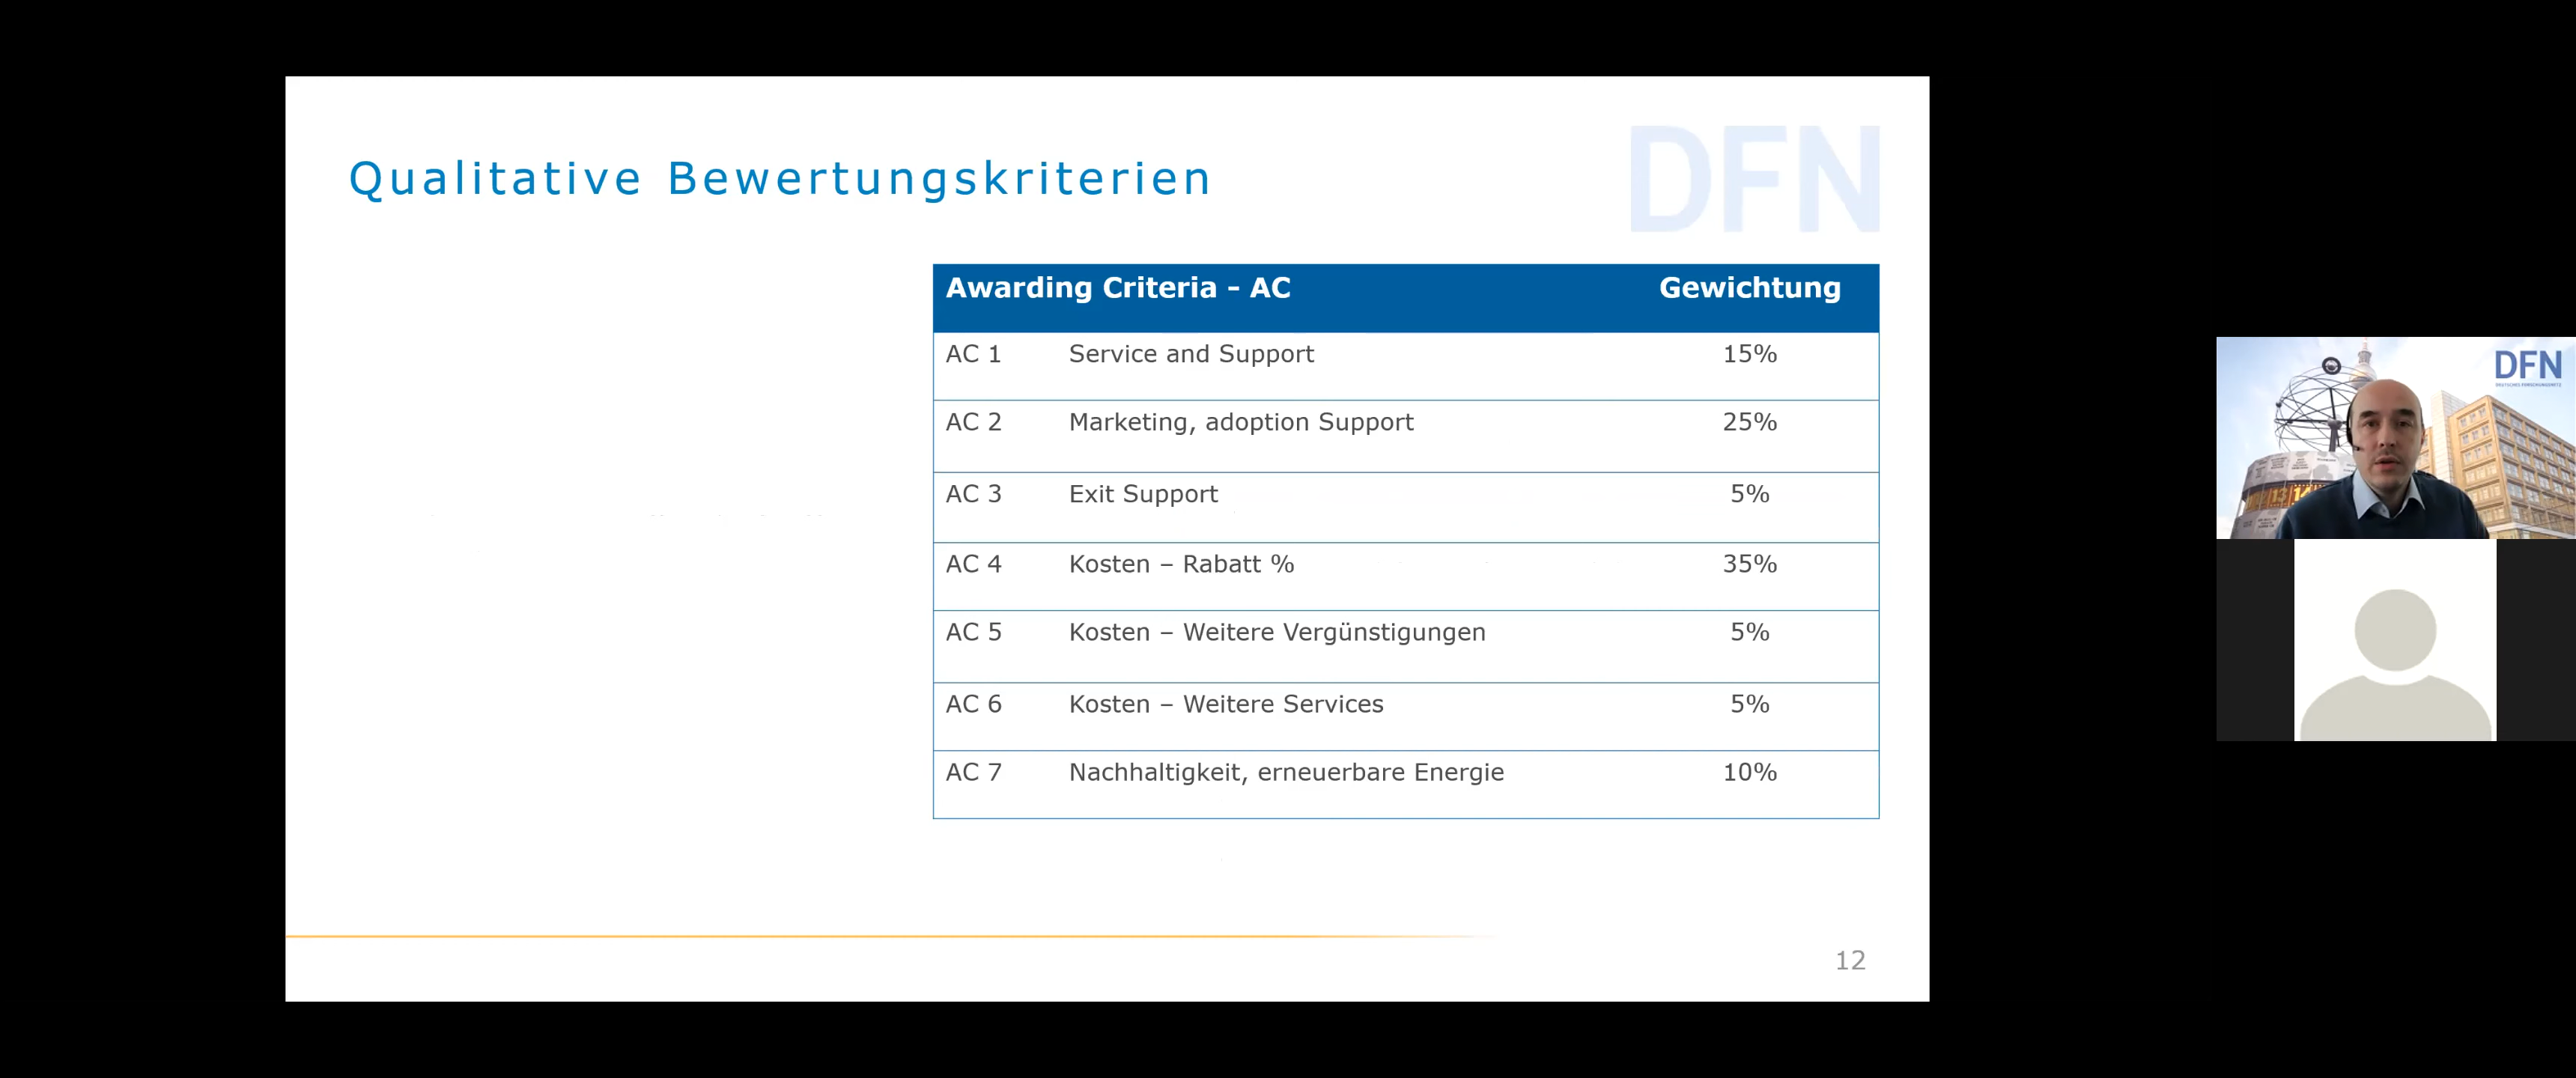 Qualitative Bewertungskriterien
DFN
Awarding Criteria – AC Gewichtung
AC 1 Service and Support 15%
AC 2 Marketing, adoption Support 25%
AC 3 Exit Support 5%
AC 4 Kosten – Rabatt % 35%
AC 5 Kosten – Weitere Vergünstigungen 5%
AC 6 Kosten – Weitere Services 5%
AC 7 Nachhaltigkeit, erneuerbare Energie 10%
12
DFN
DEUTSCHES FORSCHUNGSNETZ